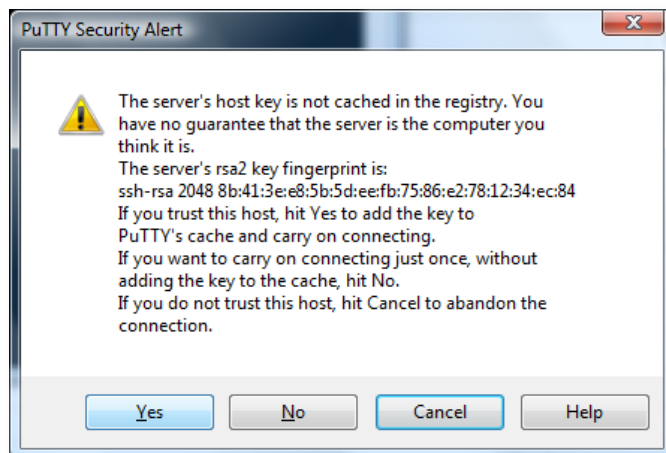 PuTTY Security Alert
The server's host key is not cached in the registry. You
have no guarantee that the server is the computer you
think it is.
The server's rsa2 key fingerprint is:
ssh-rsa 2048 8b:41:3e:e8:5b:5d:ee:fb:75:86:e2:78:12:34:ec:84
If you trust this host, hit Yes to add the key to
PuTTY's cache and carry on connecting.
If you want to carry on connecting just once, without
adding the key to the cache, hit No.
If you do not trust this host, hit Cancel to abandon the
connection.
Yes No Cancel Help